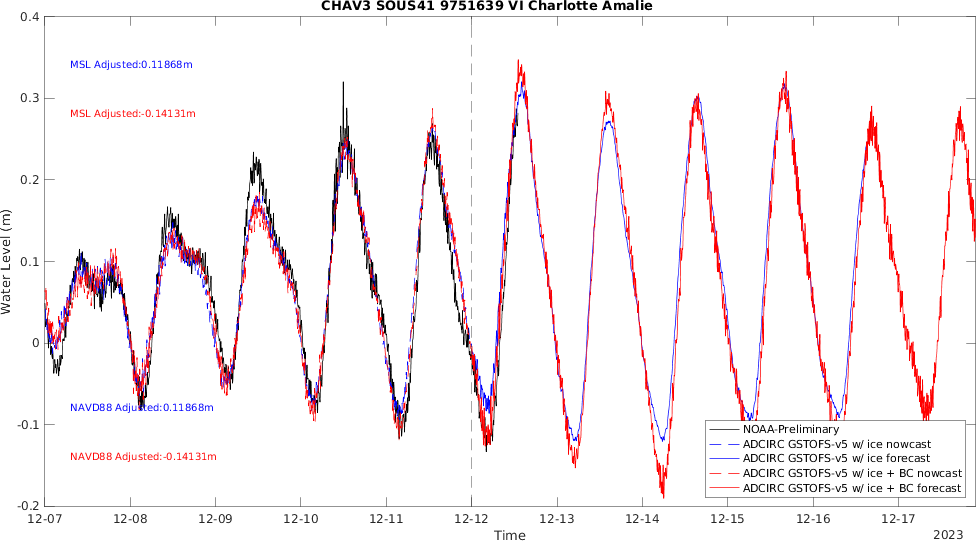 CHAV3 SOUS41 9751639 VI Charlotte Amalie
0.4
0.3
0.2
0.1
0
-0.1
-0.2
Water Level (m)
MSL Adjusted:0.11868m
MSL Adjusted:-0.14131m
NAVD88 Adjusted:0.11868m
NAVD88 Adjusted:-0.14131m
NOAA-Preliminary
ADCIRC GSTOFS-v5 w/ ice nowcast
ADCIRC GSTOFS-v5 w/ ice forecast
ADCIRC GSTOFS-v5 w/ ice + BC nowcast
ADCIRC GSTOFS-v5 w/ ice + BC forecast
12-07 12-08 12-09 12-10 12-11 12-12 12-13 12-14 12-15 12-16 12-17
Time
2023